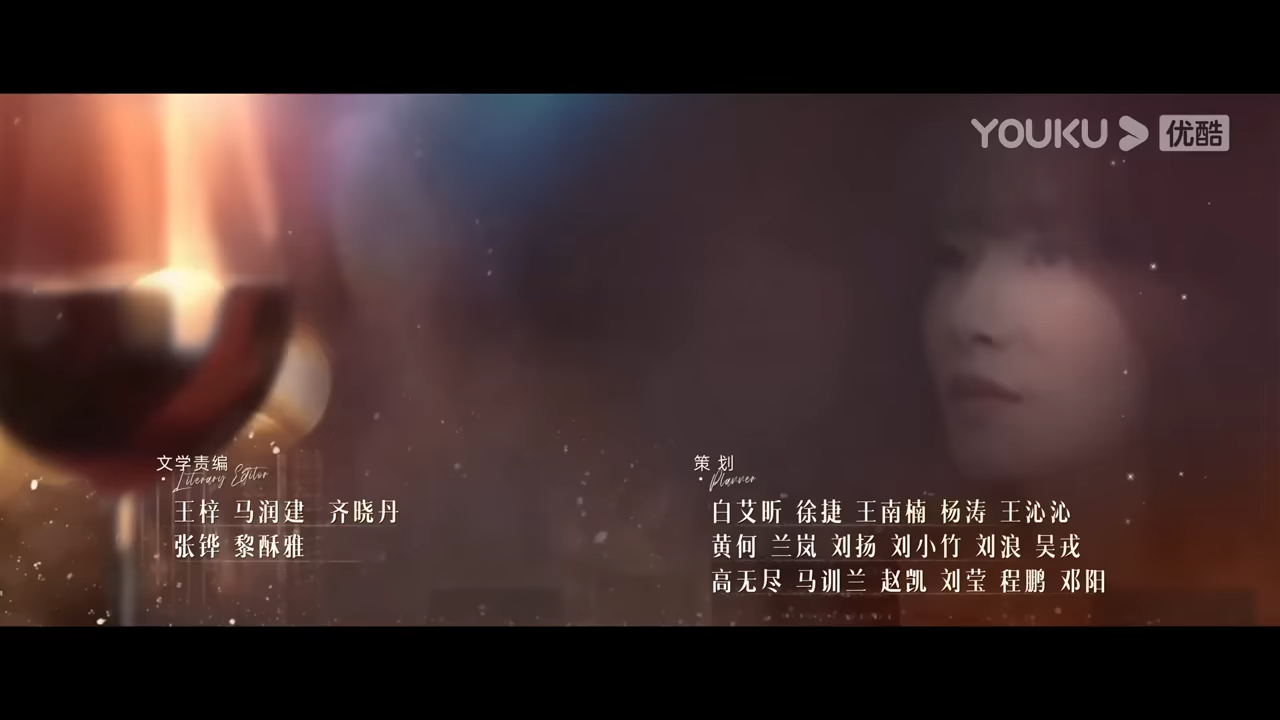 YOUKU 优酷
文学责编
Literary Editor
王梓 马润建 齐晓丹
张铧 黎酥雅
策 划
Planner
白艾昕 徐捷 王南楠 杨涛 王沁沁
黄何 兰岚 刘扬 刘小竹 刘浪 吴戎
高无尽 马训兰 赵凯 刘莹 程鹏 邓阳